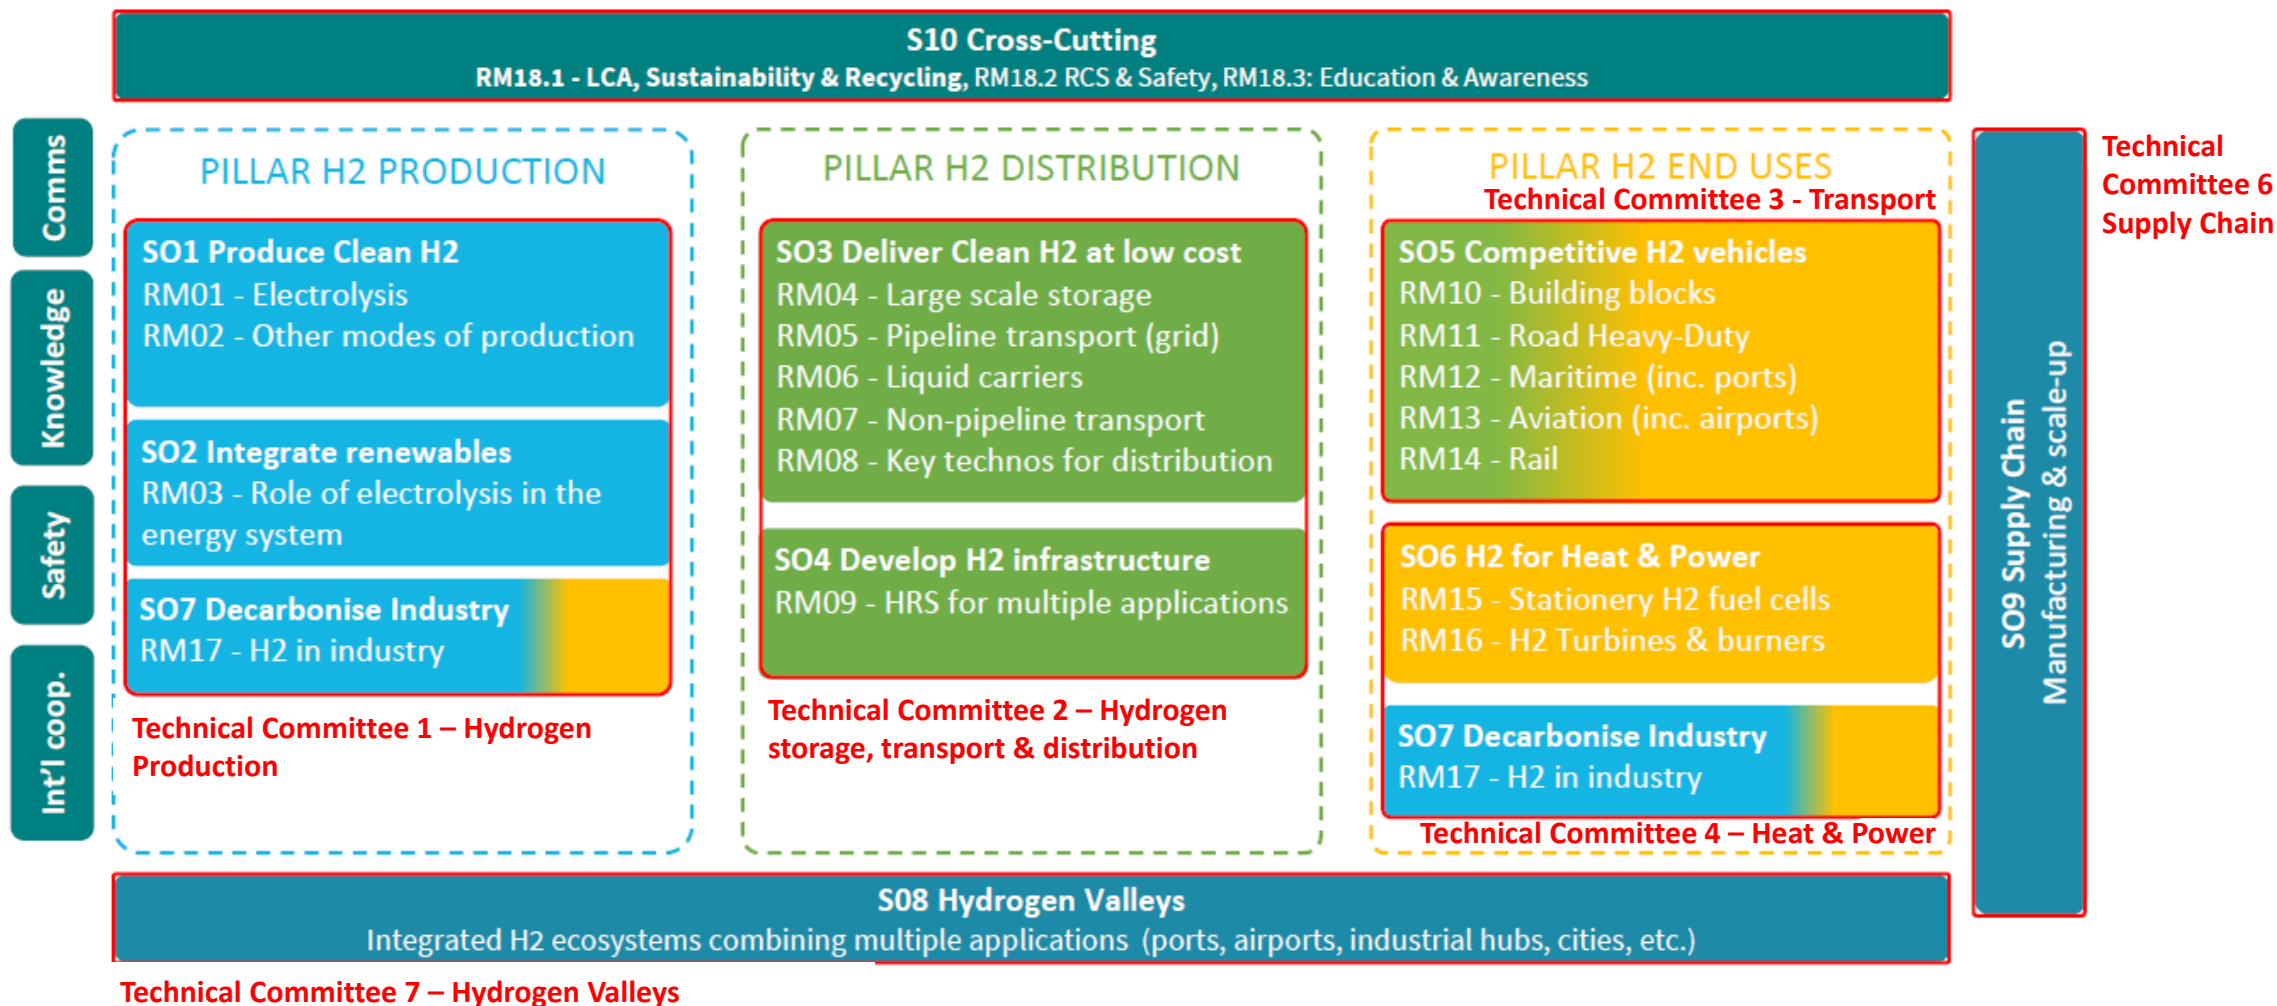 S10 Cross-Cutting
RM18.1 - LCA, Sustainability & Recycling, RM18.2 RCS & Safety, RM18.3: Education & Awareness
Comms
Knowledge
Safety
Int'l coop.
PILLAR H2 PRODUCTION
SO1 Produce Clean H2
RM01 - Electrolysis
RM02 - Other modes of production
SO2 Integrate renewables
RM03 - Role of electrolysis in the
energy system
SO7 Decarbonise Industry
RM17 - H2 in industry
Technical Committee 1 – Hydrogen
Production
PILLAR H2 DISTRIBUTION
SO3 Deliver Clean H2 at low cost
RM04 - Large scale storage
RM05 - Pipeline transport (grid)
RM06 - Liquid carriers
RM07 - Non-pipeline transport
RM08 - Key technos for distribution
SO4 Develop H2 infrastructure
RM09 - HRS for multiple applications
Technical Committee 2 – Hydrogen
storage, transport & distribution
PILLAR H2 END USES
Technical Committee 3 - Transport
SO5 Competitive H2 vehicles
RM10 - Building blocks
RM11 - Road Heavy-Duty
RM12 - Maritime (inc. ports)
RM13 - Aviation (inc. airports)
RM14 - Rail
SO6 H2 for Heat & Power
RM15 - Stationery H2 fuel cells
RM16 - H2 Turbines & burners
SO7 Decarbonise Industry
RM17 - H2 in industry
Technical Committee 4 – Heat & Power
SO9 Supply Chain
Manufacturing & scale-up
Technical
Committee 6
Supply Chain
S08 Hydrogen Valleys
Integrated H2 ecosystems combining multiple applications (ports, airports, industrial hubs, cities, etc.)
Technical Committee 7 – Hydrogen Valleys